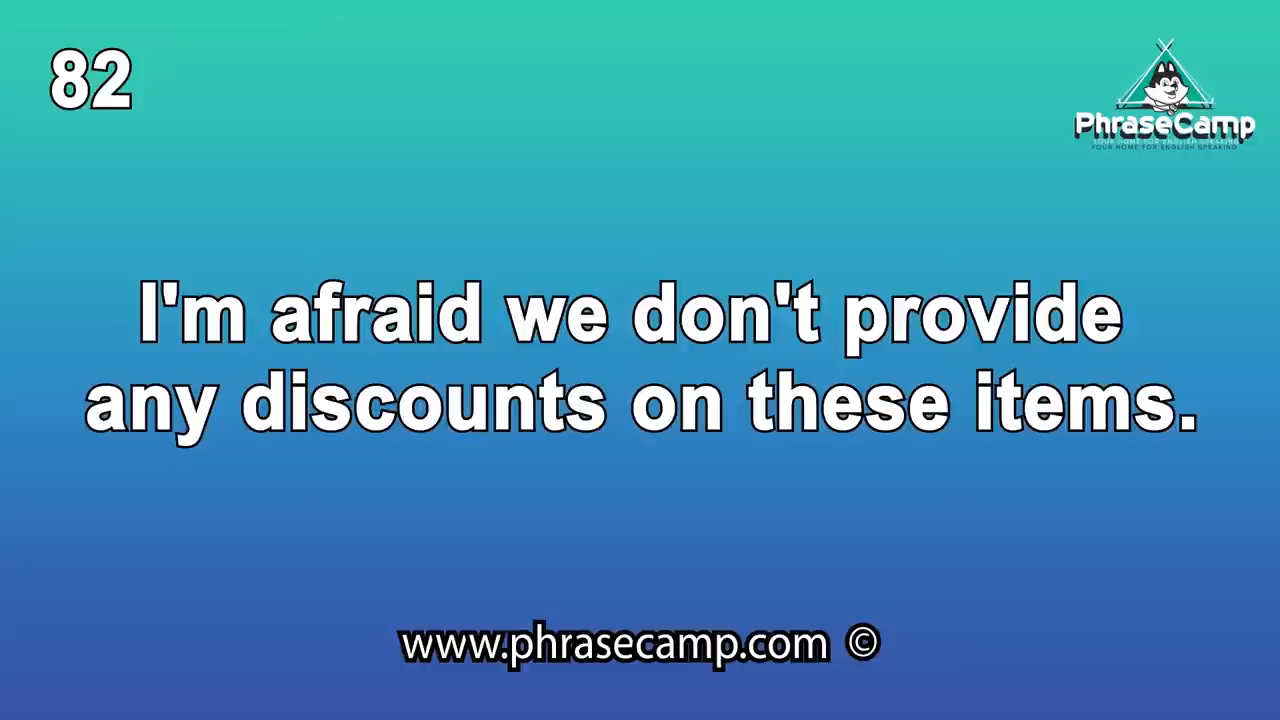 82
PhraseCamp
YOUR HOME FOR ENGLISH SPEAKING
I'm afraid we don't provide
any discounts on these items.
www.phrasecamp.com ©